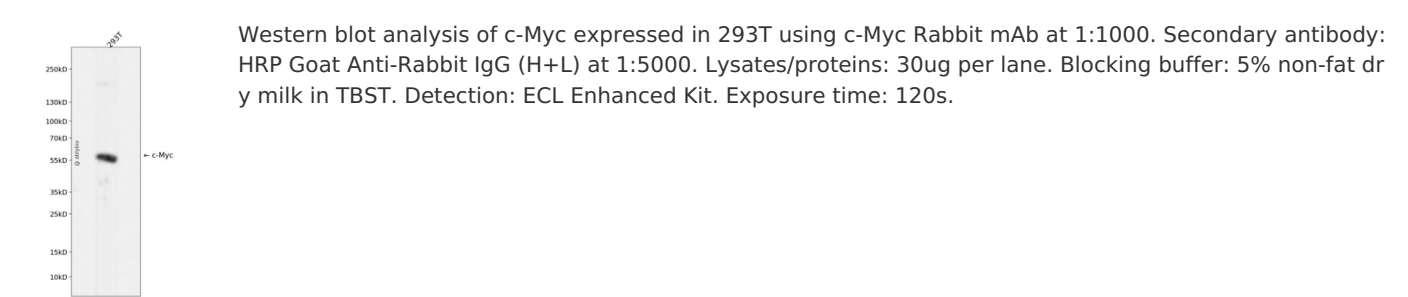 293T
250kD
130kD
100kD
70kD
55kD
35kD
25kD
15kD
10kD
@ ablybio
← c-Myc
Western blot analysis of c-Myc expressed in 293T using c-Myc Rabbit mAb at 1:1000. Secondary antibody:
HRP Goat Anti-Rabbit IgG (H+L) at 1:5000. Lysates/proteins: 30ug per lane. Blocking buffer: 5% non-fat dr
y milk in TBST. Detection: ECL Enhanced Kit. Exposure time: 120s.